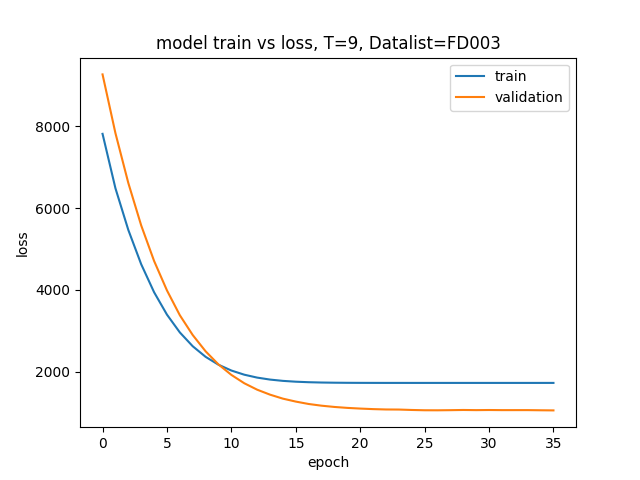 model train vs loss, T=9, Datalist=FD003
train
validation
8000
6000
4000
2000
loss
0 5 10 15 20 25 30 35
epoch